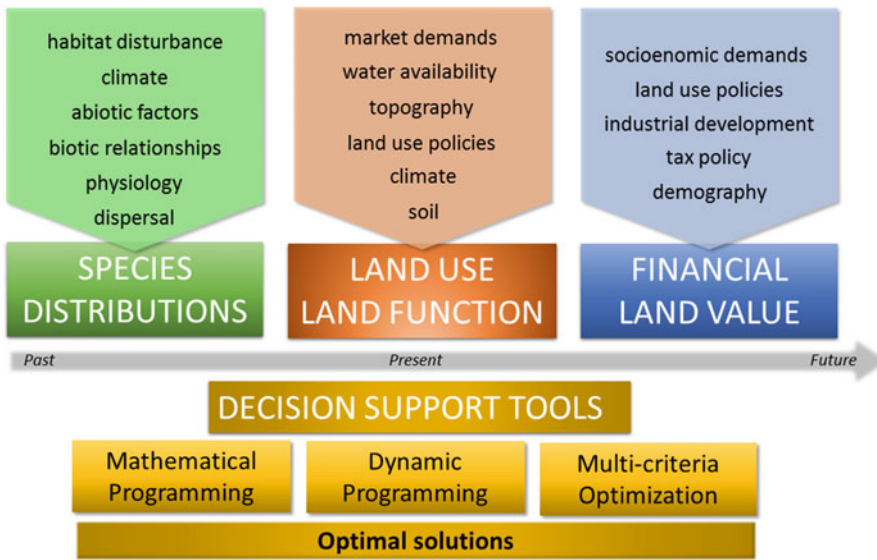 habitat disturbance
climate
abiotic factors
biotic relationships
physiology
dispersal
SPECIES
DISTRIBUTIONS
market demands
water availability
topography
land use policies
climate
soil
LAND USE
LAND FUNCTION
socioenomic demands
land use policies
industrial development
tax policy
demography
FINANCIAL
LAND VALUE
Past
Present
Future
DECISION SUPPORT TOOLS
Mathematical
Programming
Dynamic
Programming
Multi-criteria
Optimization
Optimal solutions